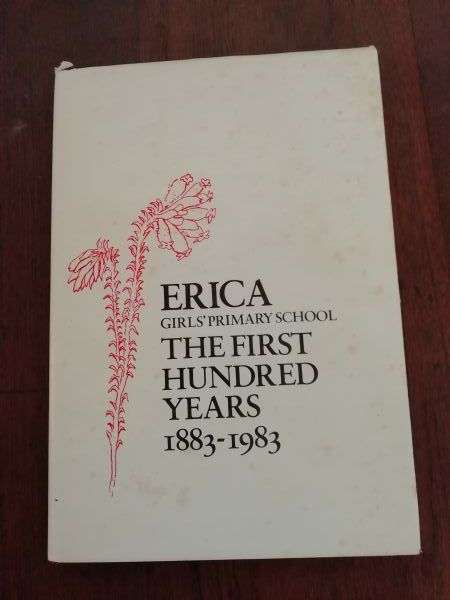 ERICA
GIRLS' PRIMARY SCHOOL
THE FIRST
HUNDRED
YEARS
1883-1983